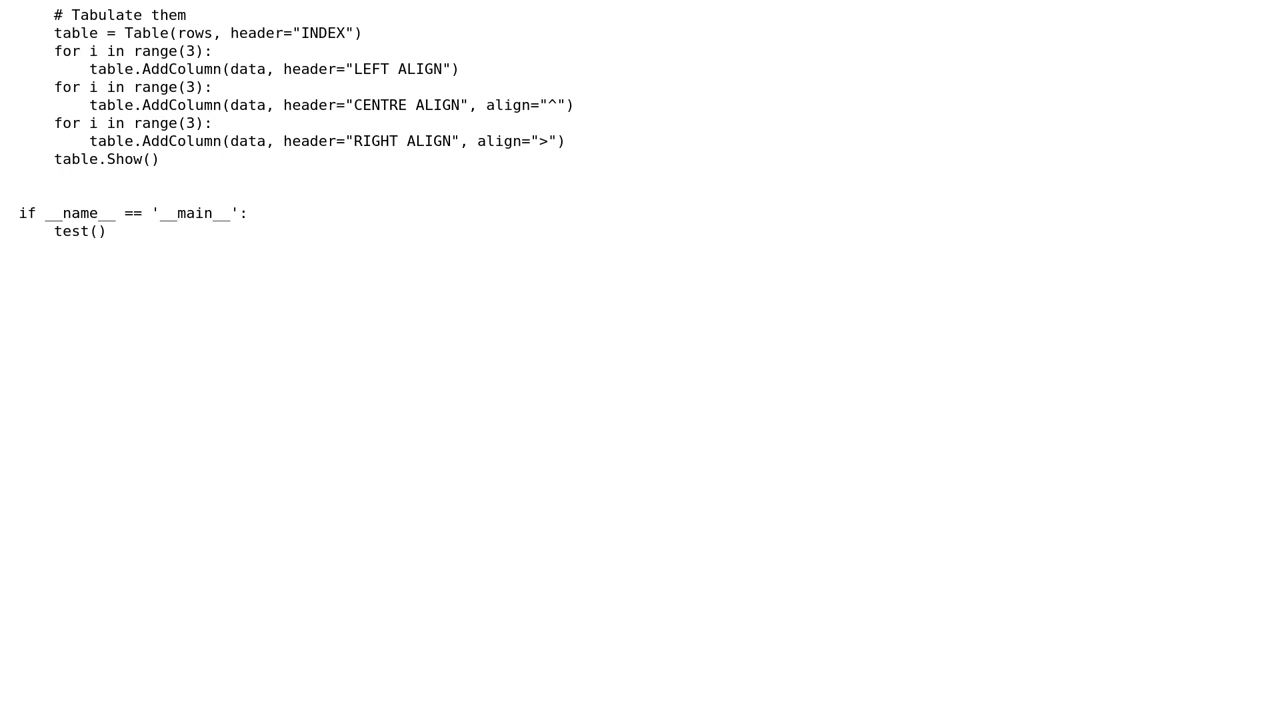 # Tabulate them
    table = Table(rows, header="INDEX")
    for i in range(3):
        table.AddColumn(data, header="LEFT ALIGN")
    for i in range(3):
        table.AddColumn(data, header="CENTRE ALIGN", align="^")
    for i in range(3):
        table.AddColumn(data, header="RIGHT ALIGN", align=">")
    table.Show()


if __name__ == '__main__':
    test()